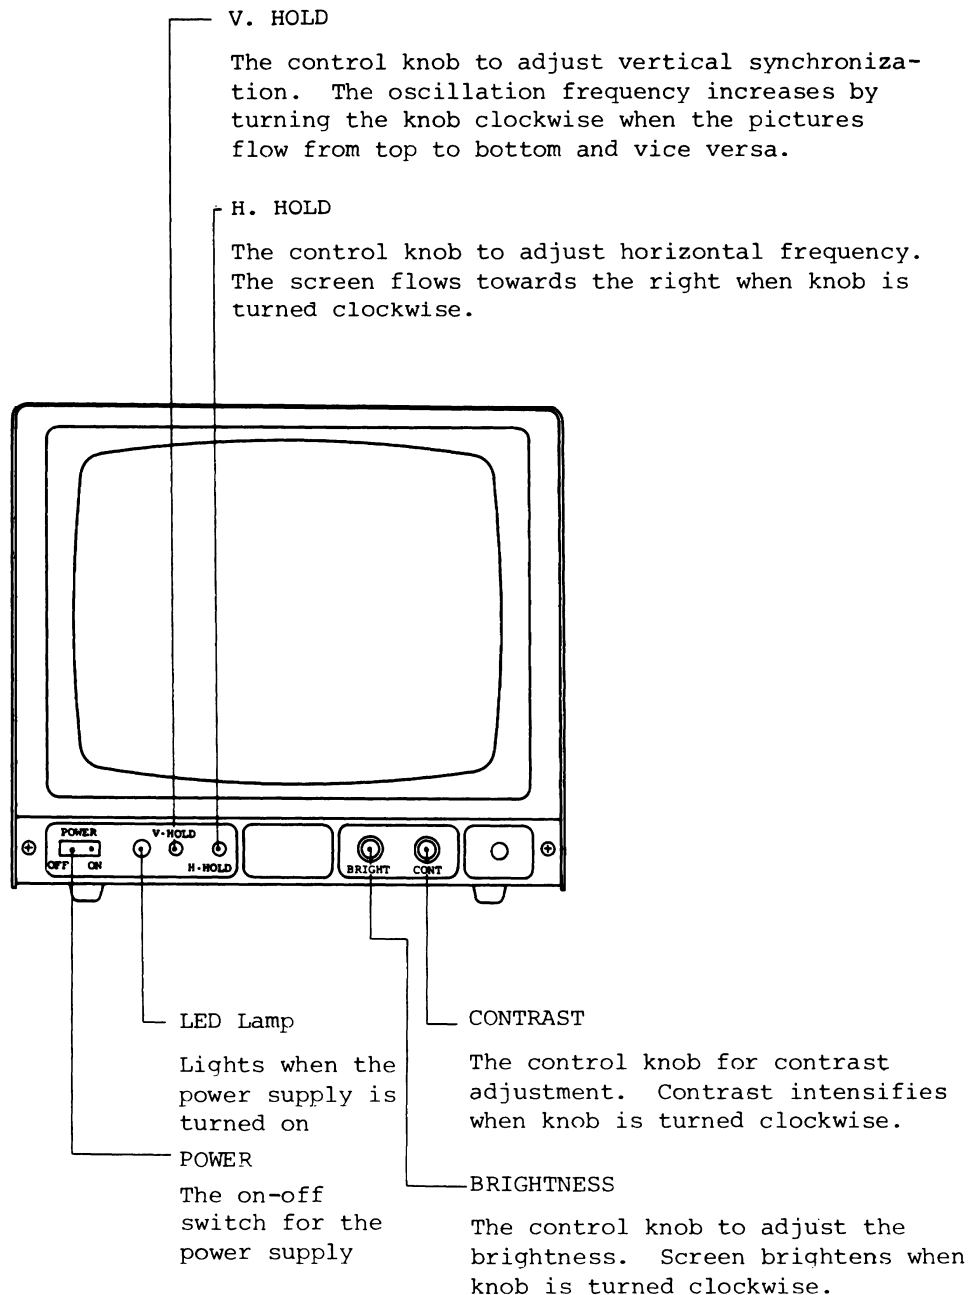 V. HOLD
The control knob to adjust vertical synchroniza-
tion.  The oscillation frequency increases by
turning the knob clockwise when the pictures
flow from top to bottom and vice versa.
H. HOLD
The control knob to adjust horizontal frequency.
The screen flows towards the right when knob is
turned clockwise.
POWER
OFF ON
V-HOLD
H-HOLD
BRIGHT
CONT
LED Lamp
Lights when the
power supply is
turned on
POWER
The on-off
switch for the
power supply
CONTRAST
The control knob for contrast
adjustment.  Contrast intensifies
when knob is turned clockwise.
BRIGHTNESS
The control knob to adjust the
brightness.  Screen brightens when
knob is turned clockwise.